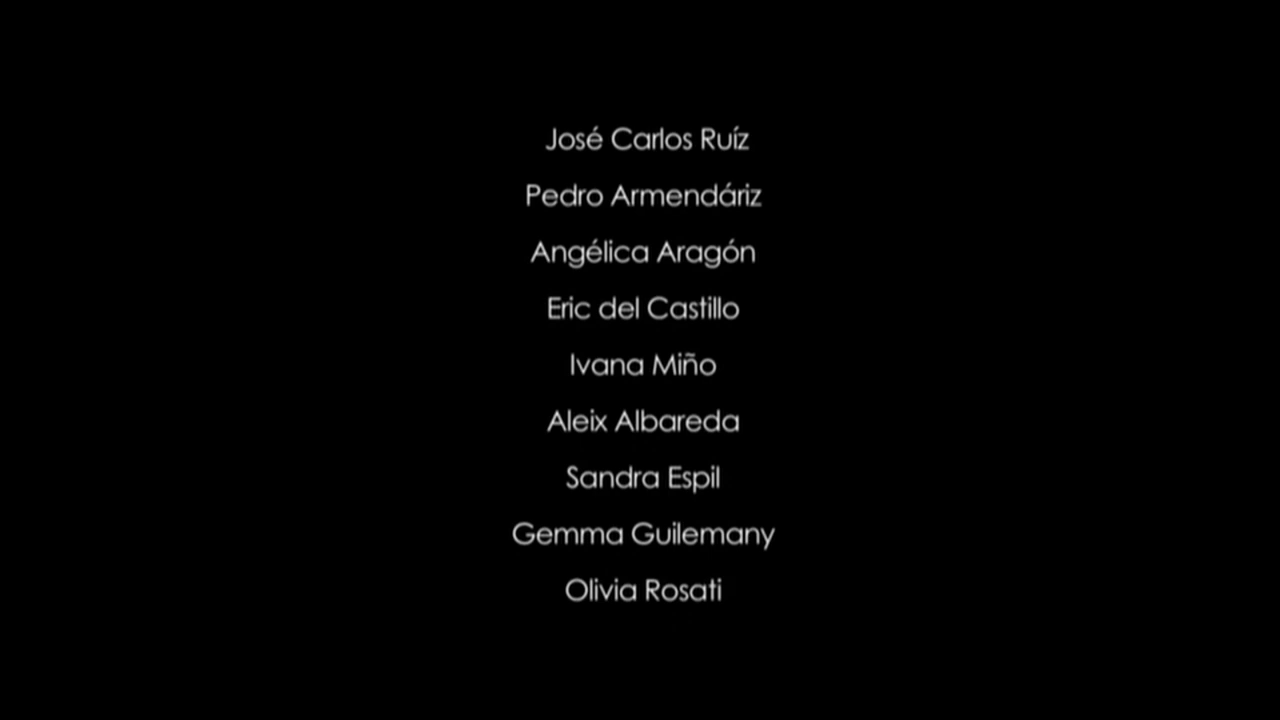 José Carlos Ruíz
Pedro Armendáriz
Angélica Aragón
Eric del Castillo
Ivana Miño
Aleix Albareda
Sandra Espil
Gemma Guilemany
Olivia Rosati